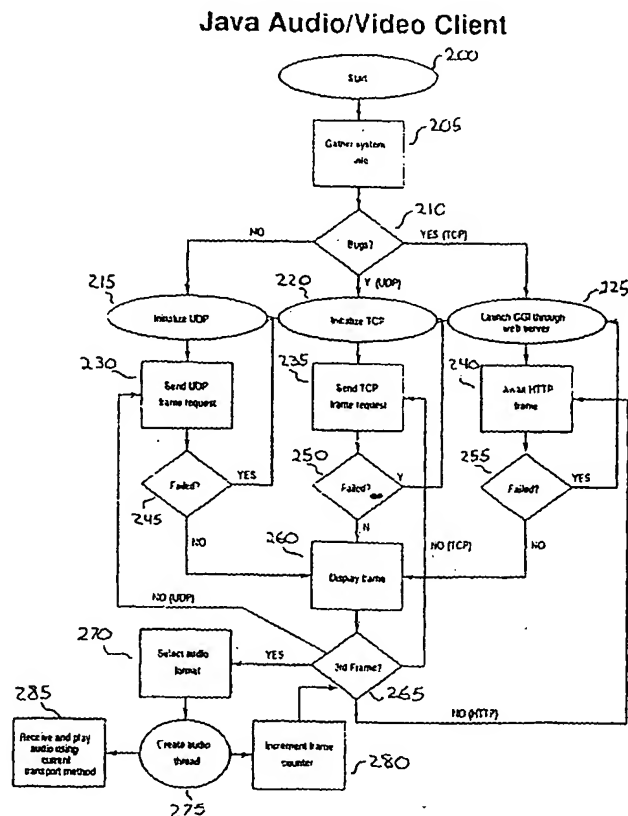 Java Audio/Video Client
200
Start
205
Gather system
info
210
Bugs?
NO
YES (TCP)
Y (UDP)
215
Initialize UDP
220
Initialize TCP
225
Launch CGI through
web server
230
Send UDP
frame request
235
Send TCP
frame request
240
Await HTTP
frame
245
Failed?
YES
NO
250
Failed?
Y
N
255
Failed?
YES
NO
260
Display frame
NO (TCP)
NO (UDP)
265
3rd Frame?
YES
NO (HTTP)
270
Select audio
format
275
Create audio
thread
280
Increment frame
counter
285
Receive and play
audio using
current
transport method